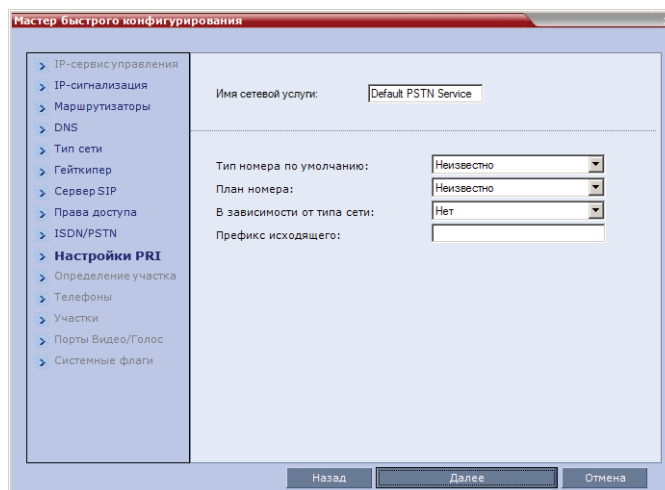 Мастер быстрого конфигурирования
IP-сервис управления
IP-сигнализация
Маршрутизаторы
DNS
Тип сети
Гейткипер
Сервер SIP
Права доступа
ISDN/PSTN
Настройки PRI
Определение участка
Телефоны
Участки
Порты Видео/Голос
Системные флаги
Имя сетевой услуги: Default PSTN Service
Тип номера по умолчанию: Неизвестно
План номера: Неизвестно
В зависимости от типа сети: Нет
Префикс исходящего:
Назад Далее Отмена